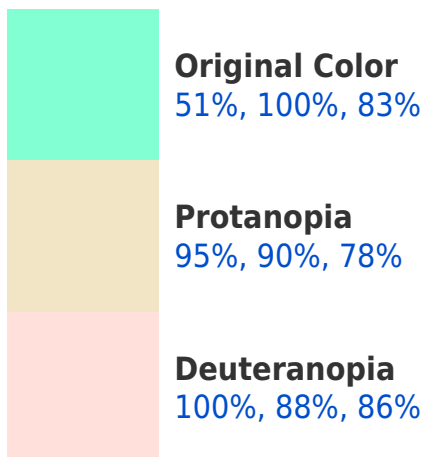 Original Color
51%, 100%, 83%
Protanopia
95%, 90%, 78%
Deuteranopia
100%, 88%, 86%